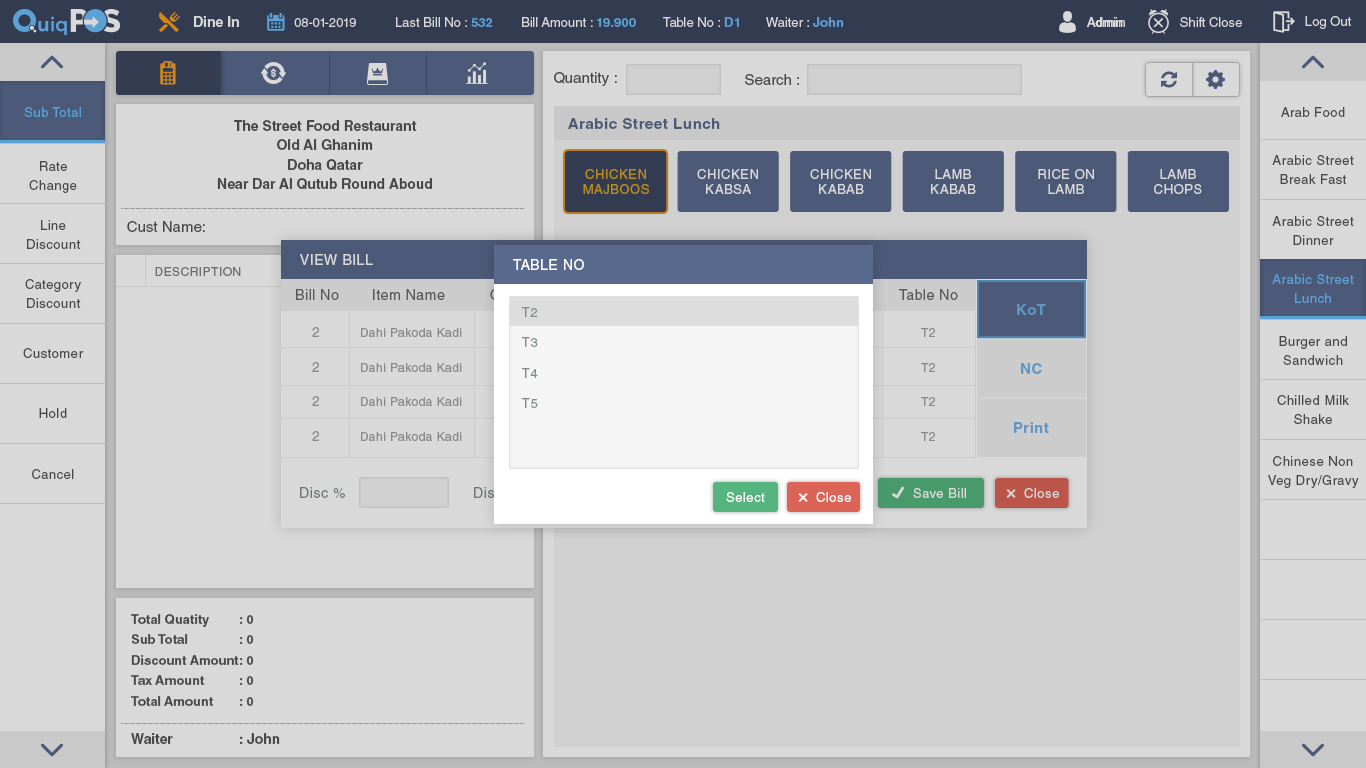 QuiqPOS
Dine In
08-01-2019
Last Bill No : 532
Bill Amount : 19.900
Table No : D1
Waiter : John
Admin
Shift Close
Log Out
Sub Total
Rate
Change
Line
Discount
Category
Discount
Customer
Hold
Cancel
The Street Food Restaurant
Old Al Ghanim
Doha Qatar
Near Dar Al Qutub Round Aboud
Cust Name:
DESCRIPTION
Quantity :
Search :
Arabic Street Lunch
CHICKEN
MAJBOOS
CHICKEN
KABSA
CHICKEN
KABAB
LAMB
KABAB
RICE ON
LAMB
LAMB
CHOPS
VIEW BILL
Bill No Item Name Table No
2 Dahi Pakoda Kadi T2
2 Dahi Pakoda Kadi T2
2 Dahi Pakoda Kadi T2
2 Dahi Pakoda Kadi T2
KoT
NC
Print
Disc %
Save Bill
Close
TABLE NO
T2
T3
T4
T5
Select
Close
Total Quatity : 0
Sub Total : 0
Discount Amount: 0
Tax Amount : 0
Total Amount : 0
Waiter : John
Arab Food
Arabic Street
Break Fast
Arabic Street
Dinner
Arabic Street
Lunch
Burger and
Sandwich
Chilled Milk
Shake
Chinese Non
Veg Dry/Gravy